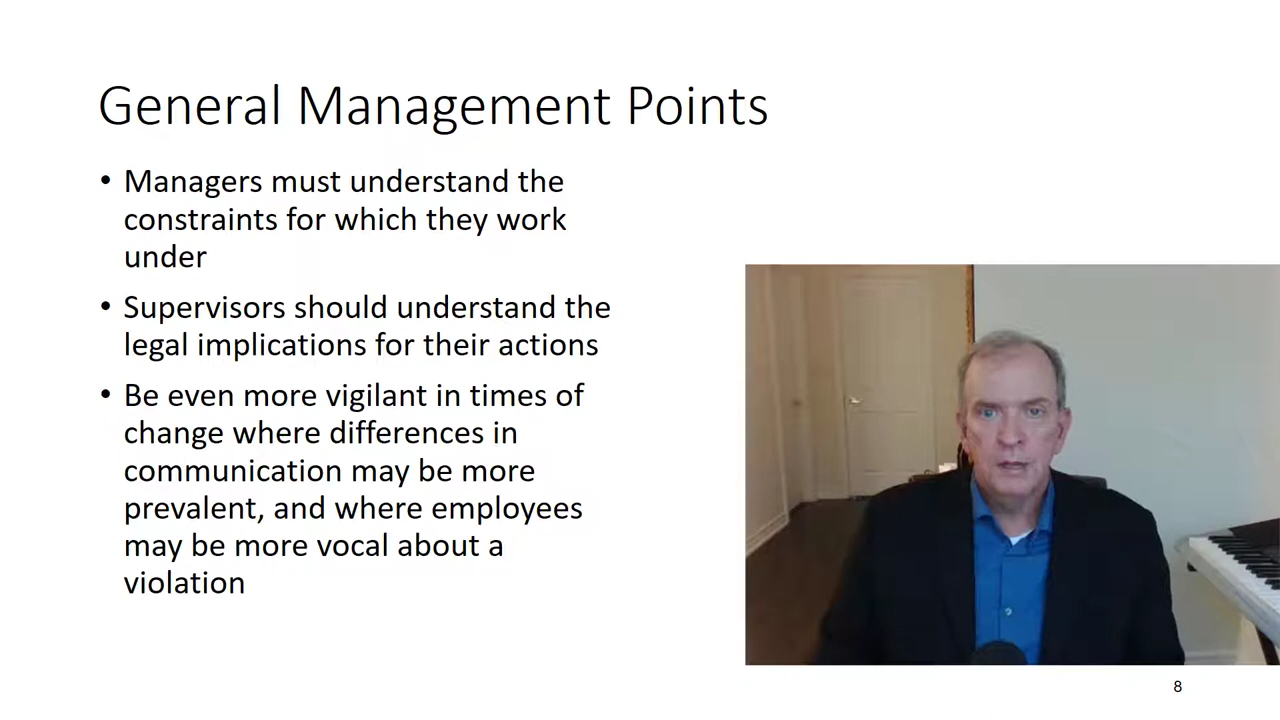 General Management Points
• Managers must understand the
constraints for which they work
under
• Supervisors should understand the
legal implications for their actions
• Be even more vigilant in times of
change where differences in
communication may be more
prevalent, and where employees
may be more vocal about a
violation
8